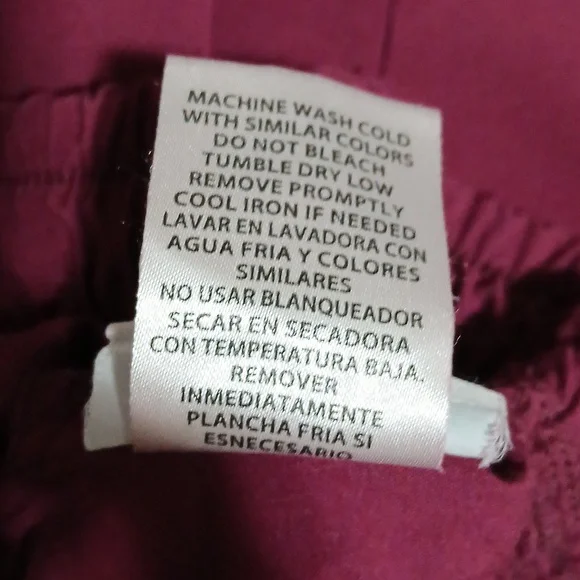 MACHINE WASH COLD
WITH SIMILAR COLORS
DO NOT BLEACH
TUMBLE DRY LOW
REMOVE PROMPTLY
COOL IRON IF NEEDED
LAVAR EN LAVADORA CON
AGUA FRIA Y COLORES
SIMILARES
NO USAR BLANQUEADOR
SECAR EN SECADORA
CON TEMPERATURA BAJA.
REMOVER
INMEDIATAMENTE
PLANCHA FRIA SI
ESNECESARIO